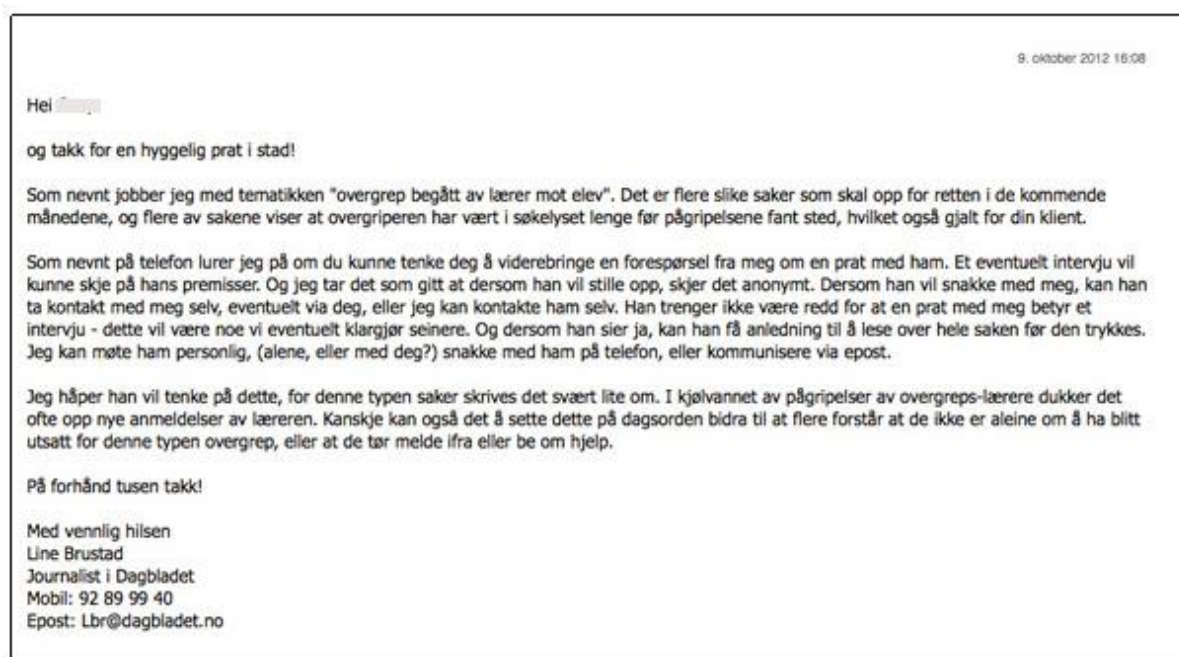 9. oktober 2012 16:08
Hei
og takk for en hyggelig prat i stad!
Som nevnt jobber jeg med tematikken "overgrep begått av lærer mot elev". Det er flere slike saker som skal opp for retten i de kommende
månedene, og flere av sakene viser at overgriperen har vært i søkelyset lenge før pågripelsene fant sted, hvilket også gjalt for din klient.
Som nevnt på telefon lurer jeg på om du kunne tenke deg å viderebringe en forespørsel fra meg om en prat med ham. Et eventuelt intervju vil
kunne skje på hans premisser. Og jeg tar det som gitt at dersom han vil stille opp, skjer det anonymt. Dersom han vil snakke med meg, kan han
ta kontakt med meg selv, eventuelt via deg, eller jeg kan kontakte ham selv. Han trenger ikke være redd for at en prat med meg betyr et
intervju - dette vil være noe vi eventuelt klargjør seinere. Og dersom han sier ja, kan han få anledning til å lese over hele saken før den trykkes.
Jeg kan møte ham personlig, (alene, eller med deg?) snakke med ham på telefon, eller kommunisere via epost.
Jeg håper han vil tenke på dette, for denne typen saker skrives det svært lite om. I kjølvannet av pågripelser av overgreps-lærere dukker det
ofte opp nye anmeldelser av læreren. Kanskje kan også det å sette dette på dagsorden bidra til at flere forstår at de ikke er aleine om å ha blitt
utsatt for denne typen overgrep, eller at de tør melde ifra eller be om hjelp.
På forhånd tusen takk!
Med vennlig hilsen
Line Brustad
Journalist i Dagbladet
Mobil: 92 89 99 40
Epost: Lbr@dagbladet.no